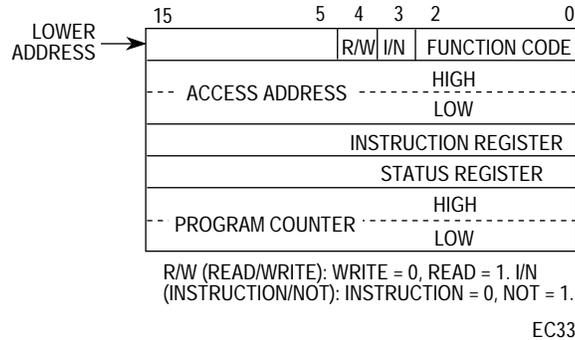 15 5 4 3 2 0
LOWER
ADDRESS
R/W I/N FUNCTION CODE
HIGH
ACCESS ADDRESS
LOW
INSTRUCTION REGISTER
STATUS REGISTER
HIGH
PROGRAM COUNTER
LOW
R/W (READ/WRITE): WRITE = 0, READ = 1. I/N
(INSTRUCTION/NOT): INSTRUCTION = 0, NOT = 1.
EC33